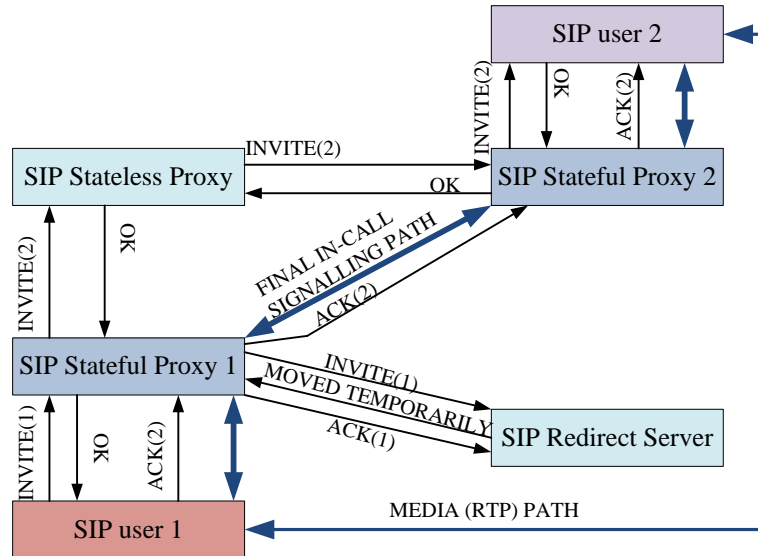 SIP user 2
INVITE(2)
OK
ACK(2)
INVITE(2)
SIP Stateless Proxy
SIP Stateful Proxy 2
OK
INVITE(2)
OK
FINAL IN-CALL
SIGNALLING PATH
ACK(2)
SIP Stateful Proxy 1
INVITE(1)
MOVED TEMPORARILY
ACK(1)
SIP Redirect Server
INVITE(1)
OK
ACK(2)
SIP user 1
MEDIA (RTP) PATH